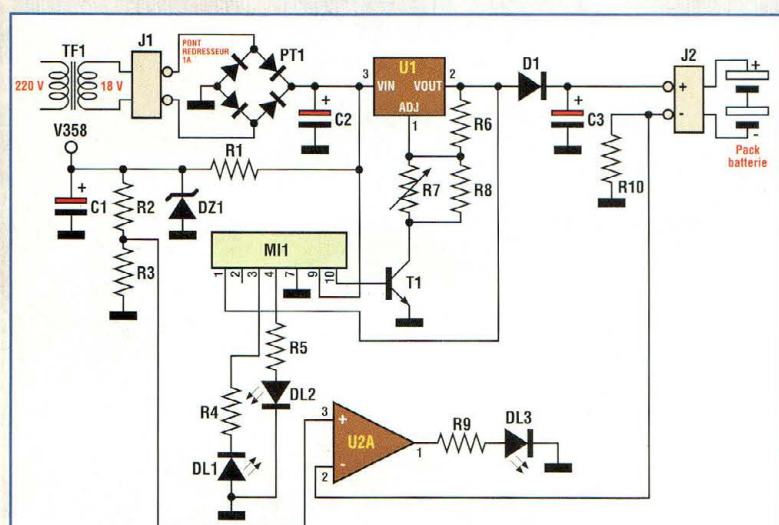 TF1
J1
PONT
REDRESSEUR
1A
PT1
220 V
18 V
3
U1
2
VIN
VOUT
ADJ
1
D1
J2
+
C2
R6
+
C3
+
-
+
-
Pack
batterie
V358
R1
+
C1
R2
DZ1
R7
R8
R10
R3
MI1
1
2
3
4
7
9
10
T1
R5
R4
DL2
DL1
3
+
U2A
-
2
1
R9
DL3